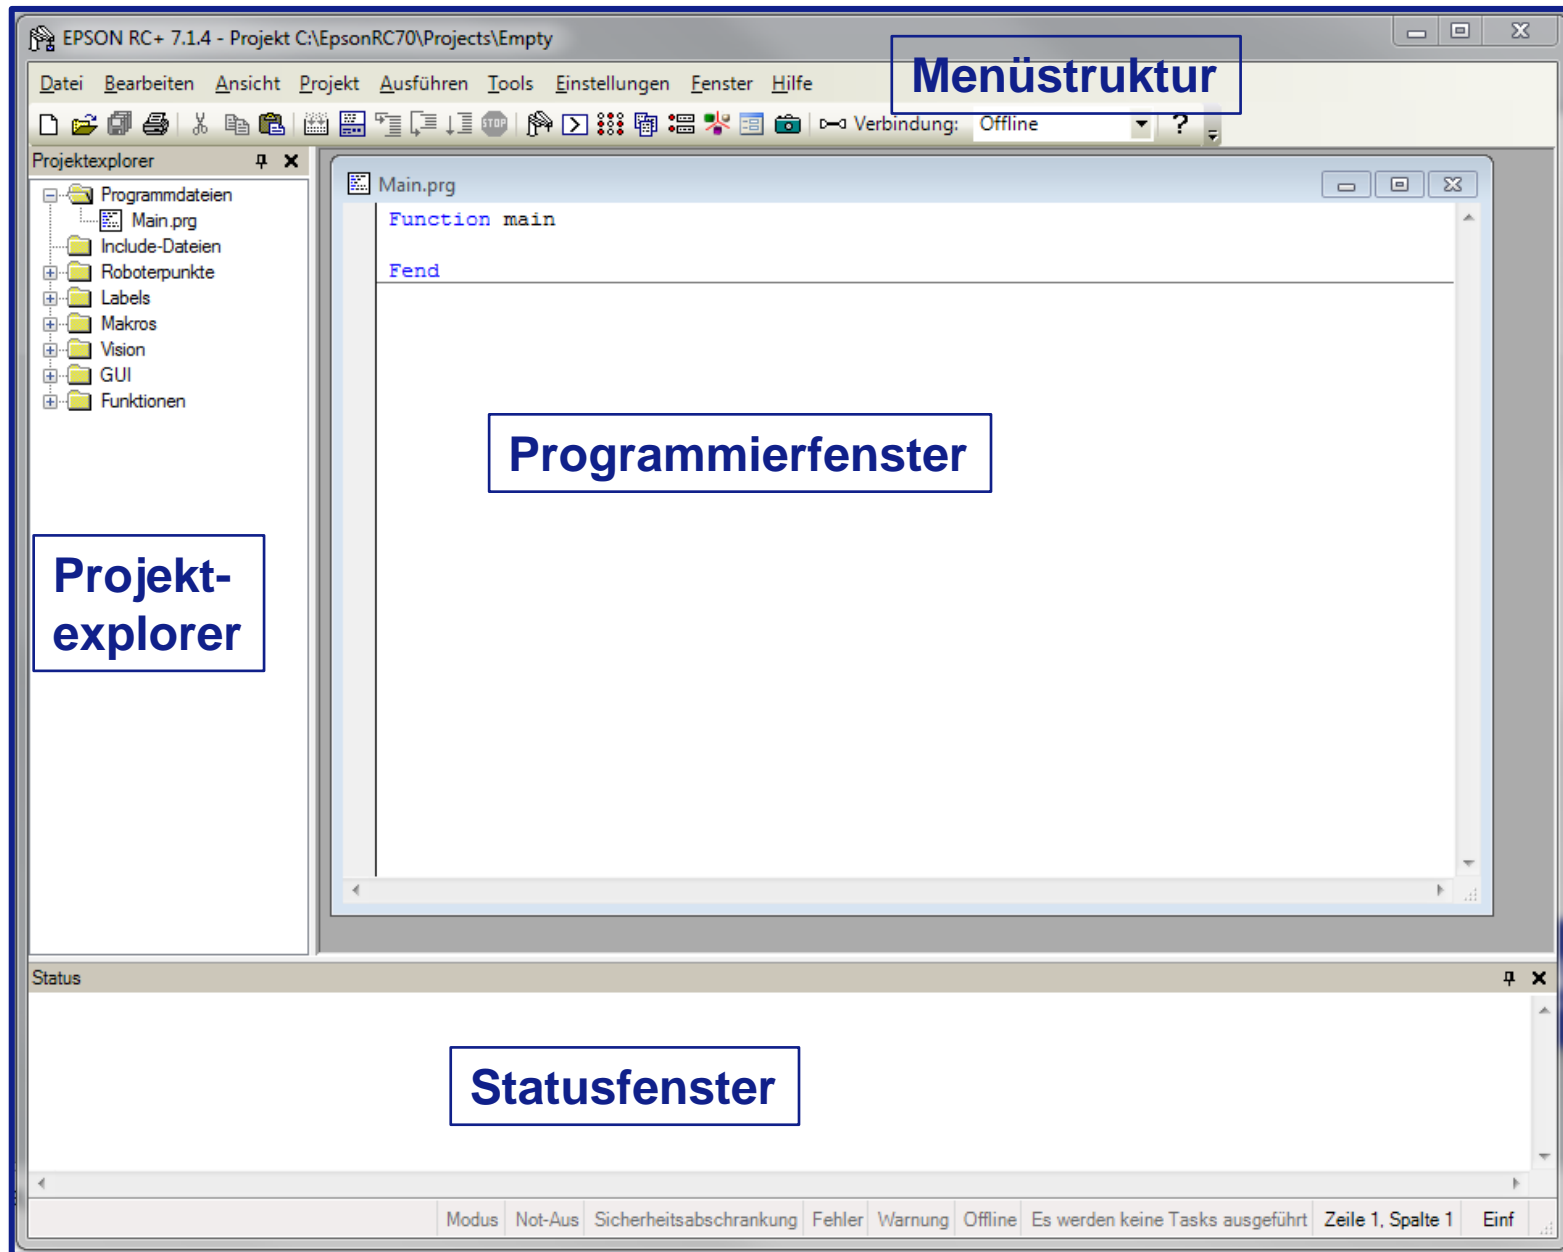 EPSON RC+ 7.1.4 - Projekt C:\EpsonRC70\Projects\Empty
Menüstruktur
Datei Bearbeiten Ansicht Projekt Ausführen Tools Einstellungen Fenster Hilfe
STOP Verbindung: Offline ?
Projektexplorer
Programmdateien
Main.prg
Include-Dateien
Roboterpunkte
Labels
Makros
Vision
GUI
Funktionen
Main.prg
Function main
Fend
Programmierfenster
Projekt-
explorer
Status
Statusfenster
Modus Not-Aus Sicherheitsabschrankung Fehler Warnung Offline Es werden keine Tasks ausgeführt Zeile 1, Spalte 1 Einf